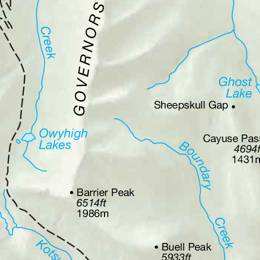 Creek
GOVERNORS
Ghost
Lake
Sheepskull Gap
Owyhigh
Lakes
Cayuse Pass
4694ft
1431m
Boundary
Creek
Barrier Peak
6514ft
1986m
Buell Peak
5933ft